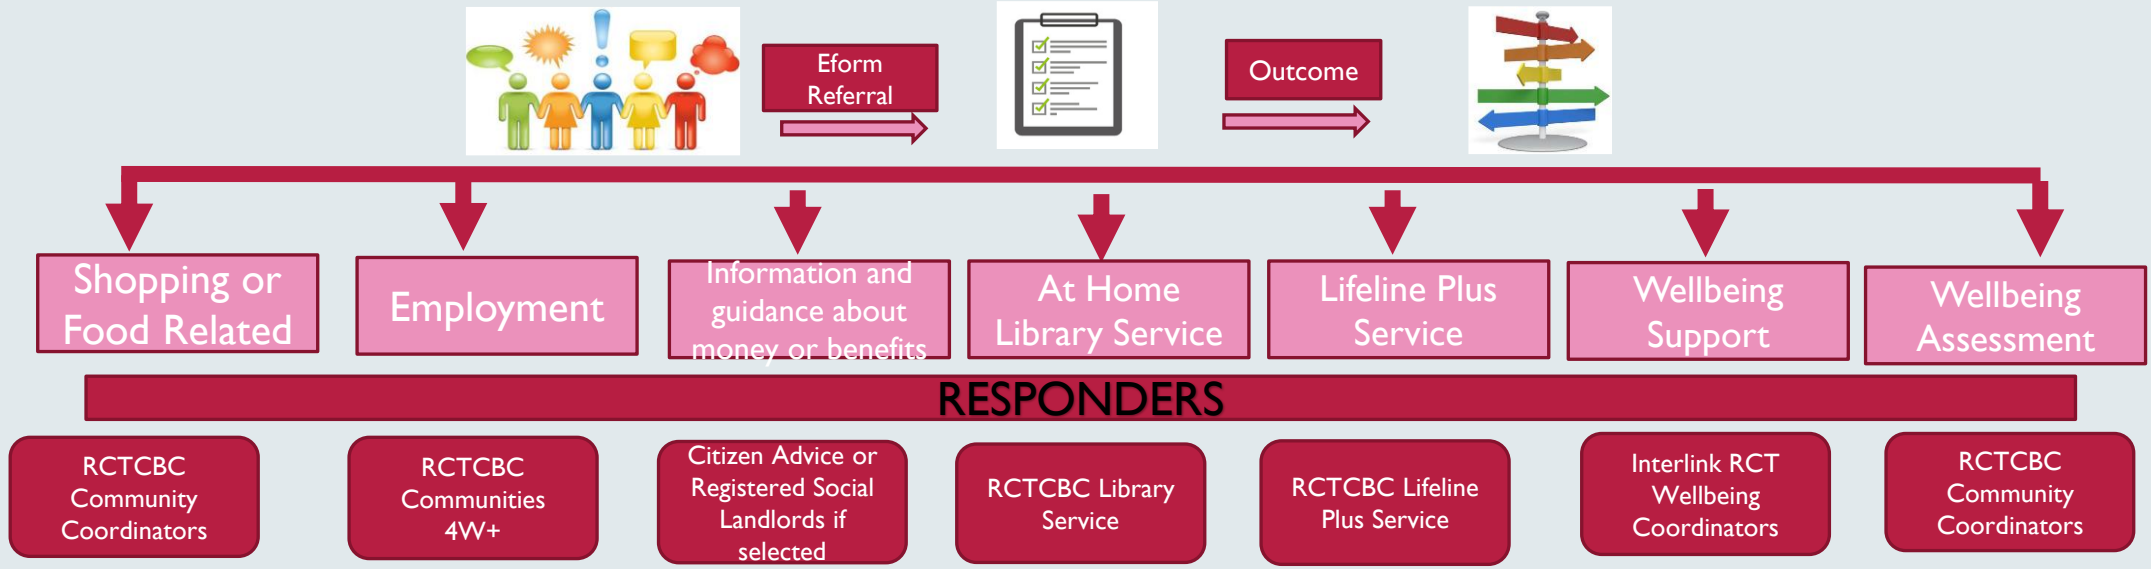 Eform
Referral
Outcome
Shopping or
Food Related
Employment
Information and
guidance about
money or benefits
At Home
Library Service
Lifeline Plus
Service
Wellbeing
Support
Wellbeing
Assessment
RESPONDERS
RCTCBC
Community
Coordinators
RCTCBC
Communities
4W+
Citizen Advice or
Registered Social
Landlords if
selected
RCTCBC Library
Service
RCTCBC Lifeline
Plus Service
Interlink RCT
Wellbeing
Coordinators
RCTCBC
Community
Coordinators